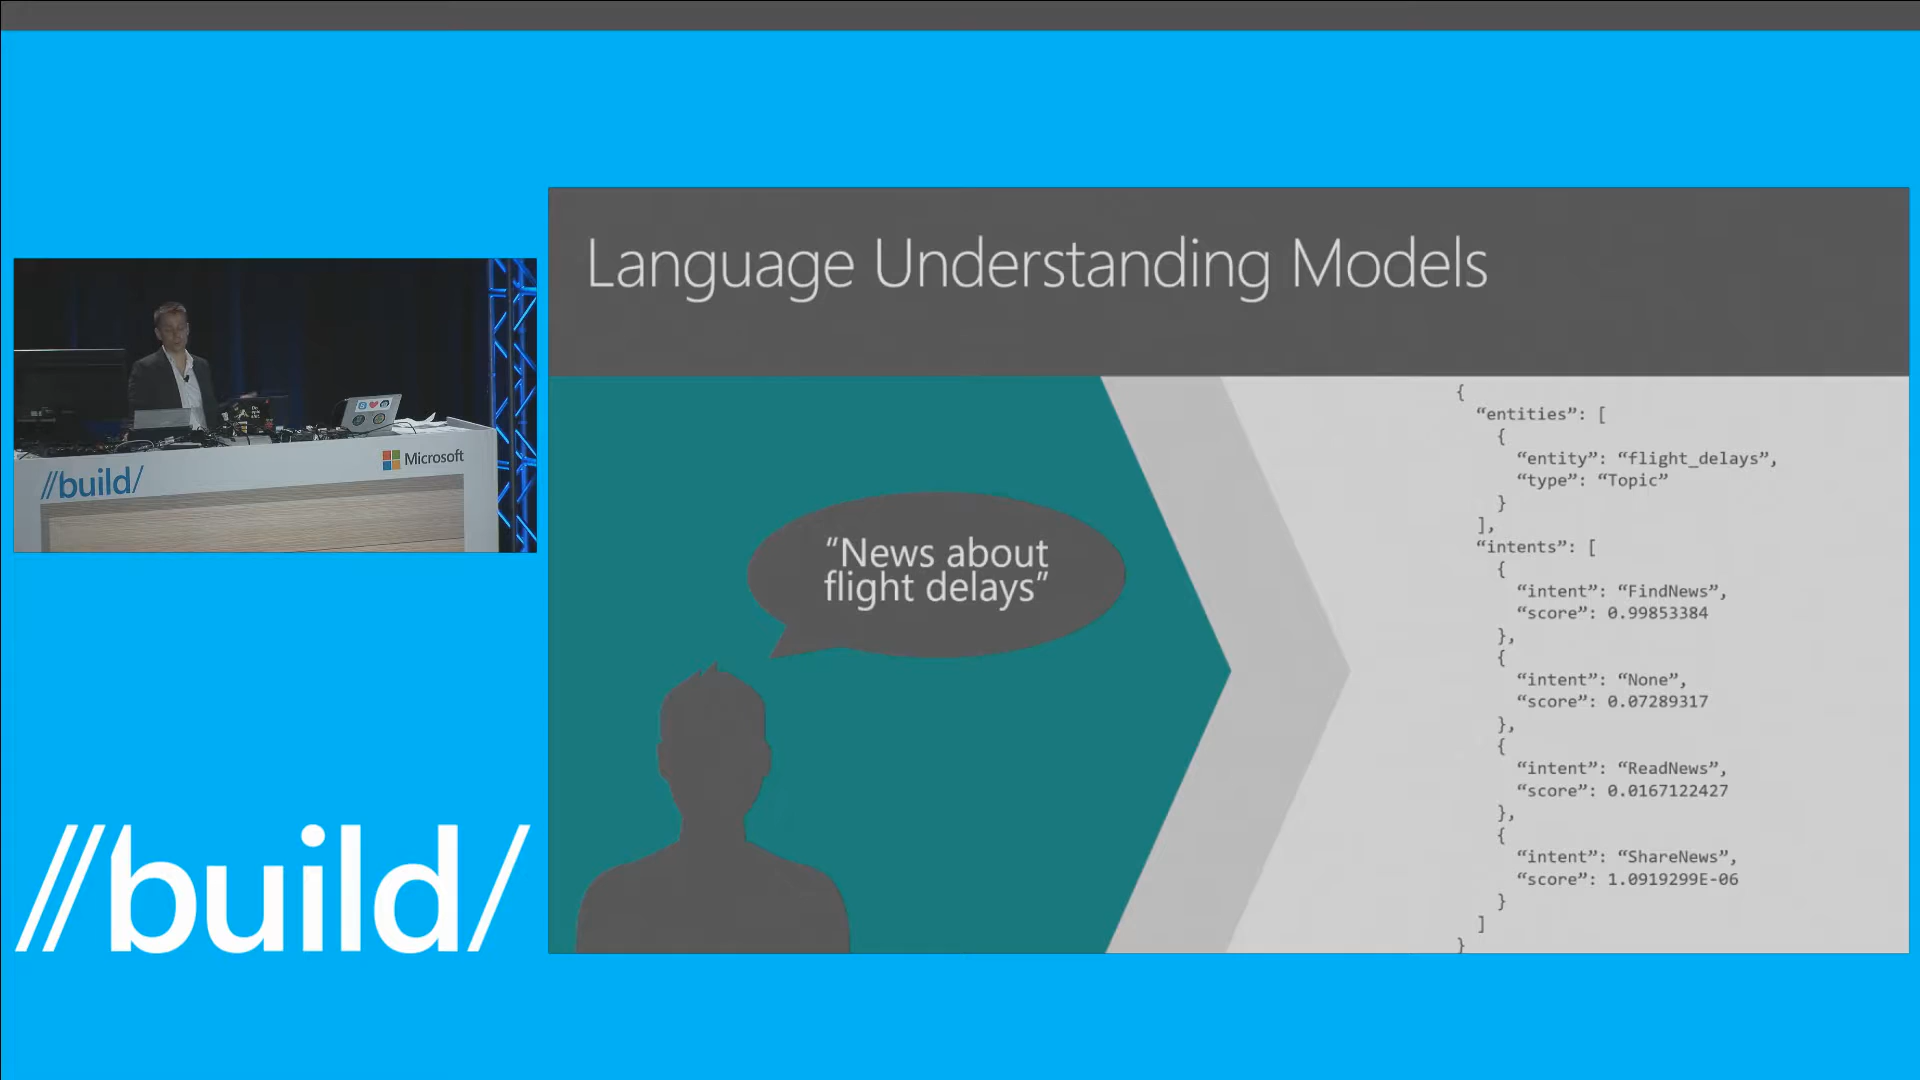 Language Understanding Models
“News about
flight delays”
{
“entities”: [
{
“entity”: “flight_delays”,
“type”: “Topic”
}
],
“intents”: [
{
“intent”: “FindNews”,
“score”: 0.99853384
},
{
“intent”: “None”,
“score”: 0.07289317
},
{
“intent”: “ReadNews”,
“score”: 0.0167122427
},
{
“intent”: “ShareNews”,
“score”: 1.0919299E-06
}
]
}
//build/
Microsoft
//build/